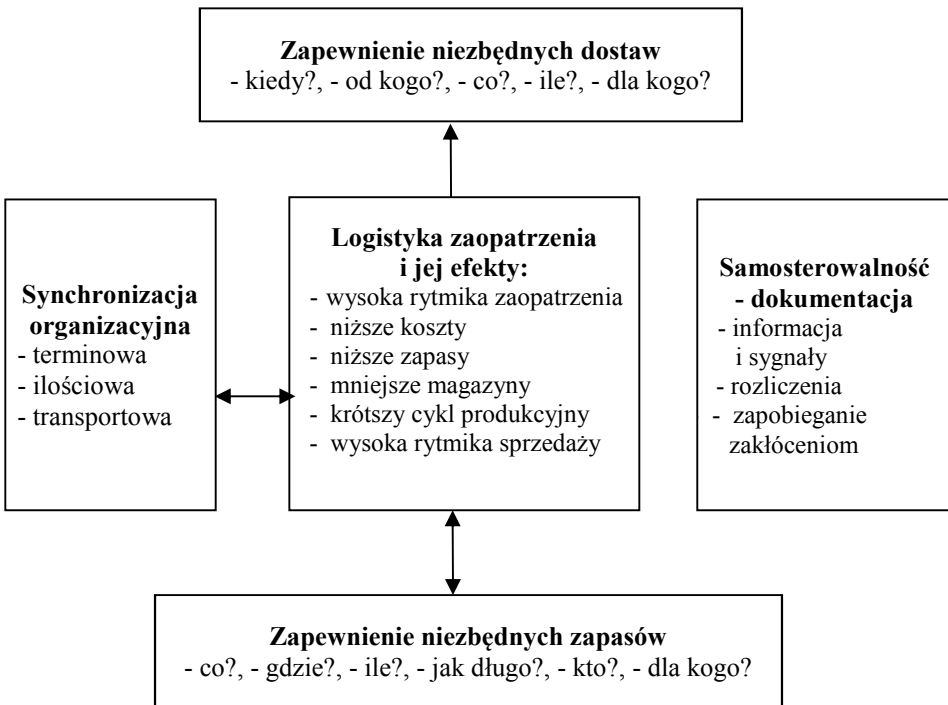 Zapewnienie niezbędnych dostaw
- kiedy?, - od kogo?, - co?, - ile?, - dla kogo?
Synchronizacja
organizacyjna
- terminowa
- ilościowa
- transportowa
Logistyka zaopatrzenia
i jej efekty:
- wysoka rytmika zaopatrzenia
- niższe koszty
- niższe zapasy
- mniejsze magazyny
- krótszy cykl produkcyjny
- wysoka rytmika sprzedaży
Samosterowalność
- dokumentacja
- informacja
i sygnały
- rozliczenia
- zapobieganie
zakłóceniom
Zapewnienie niezbędnych zapasów
- co?, - gdzie?, - ile?, - jak długo?, - kto?, - dla kogo?